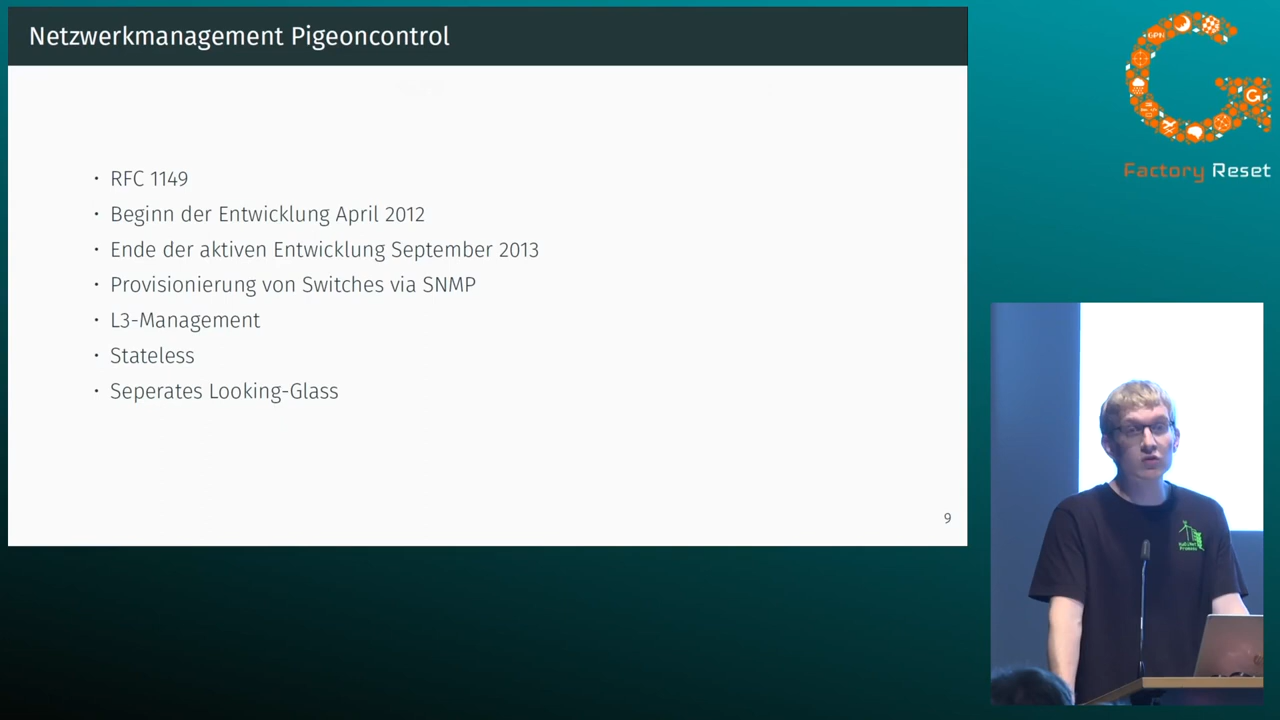 Netzwerkmanagement Pigeoncontrol
• RFC 1149
• Beginn der Entwicklung April 2012
• Ende der aktiven Entwicklung September 2013
• Provisionierung von Switches via SNMP
• L3-Management
• Stateless
• Seperates Looking-Glass
9
GPN
Factory Reset